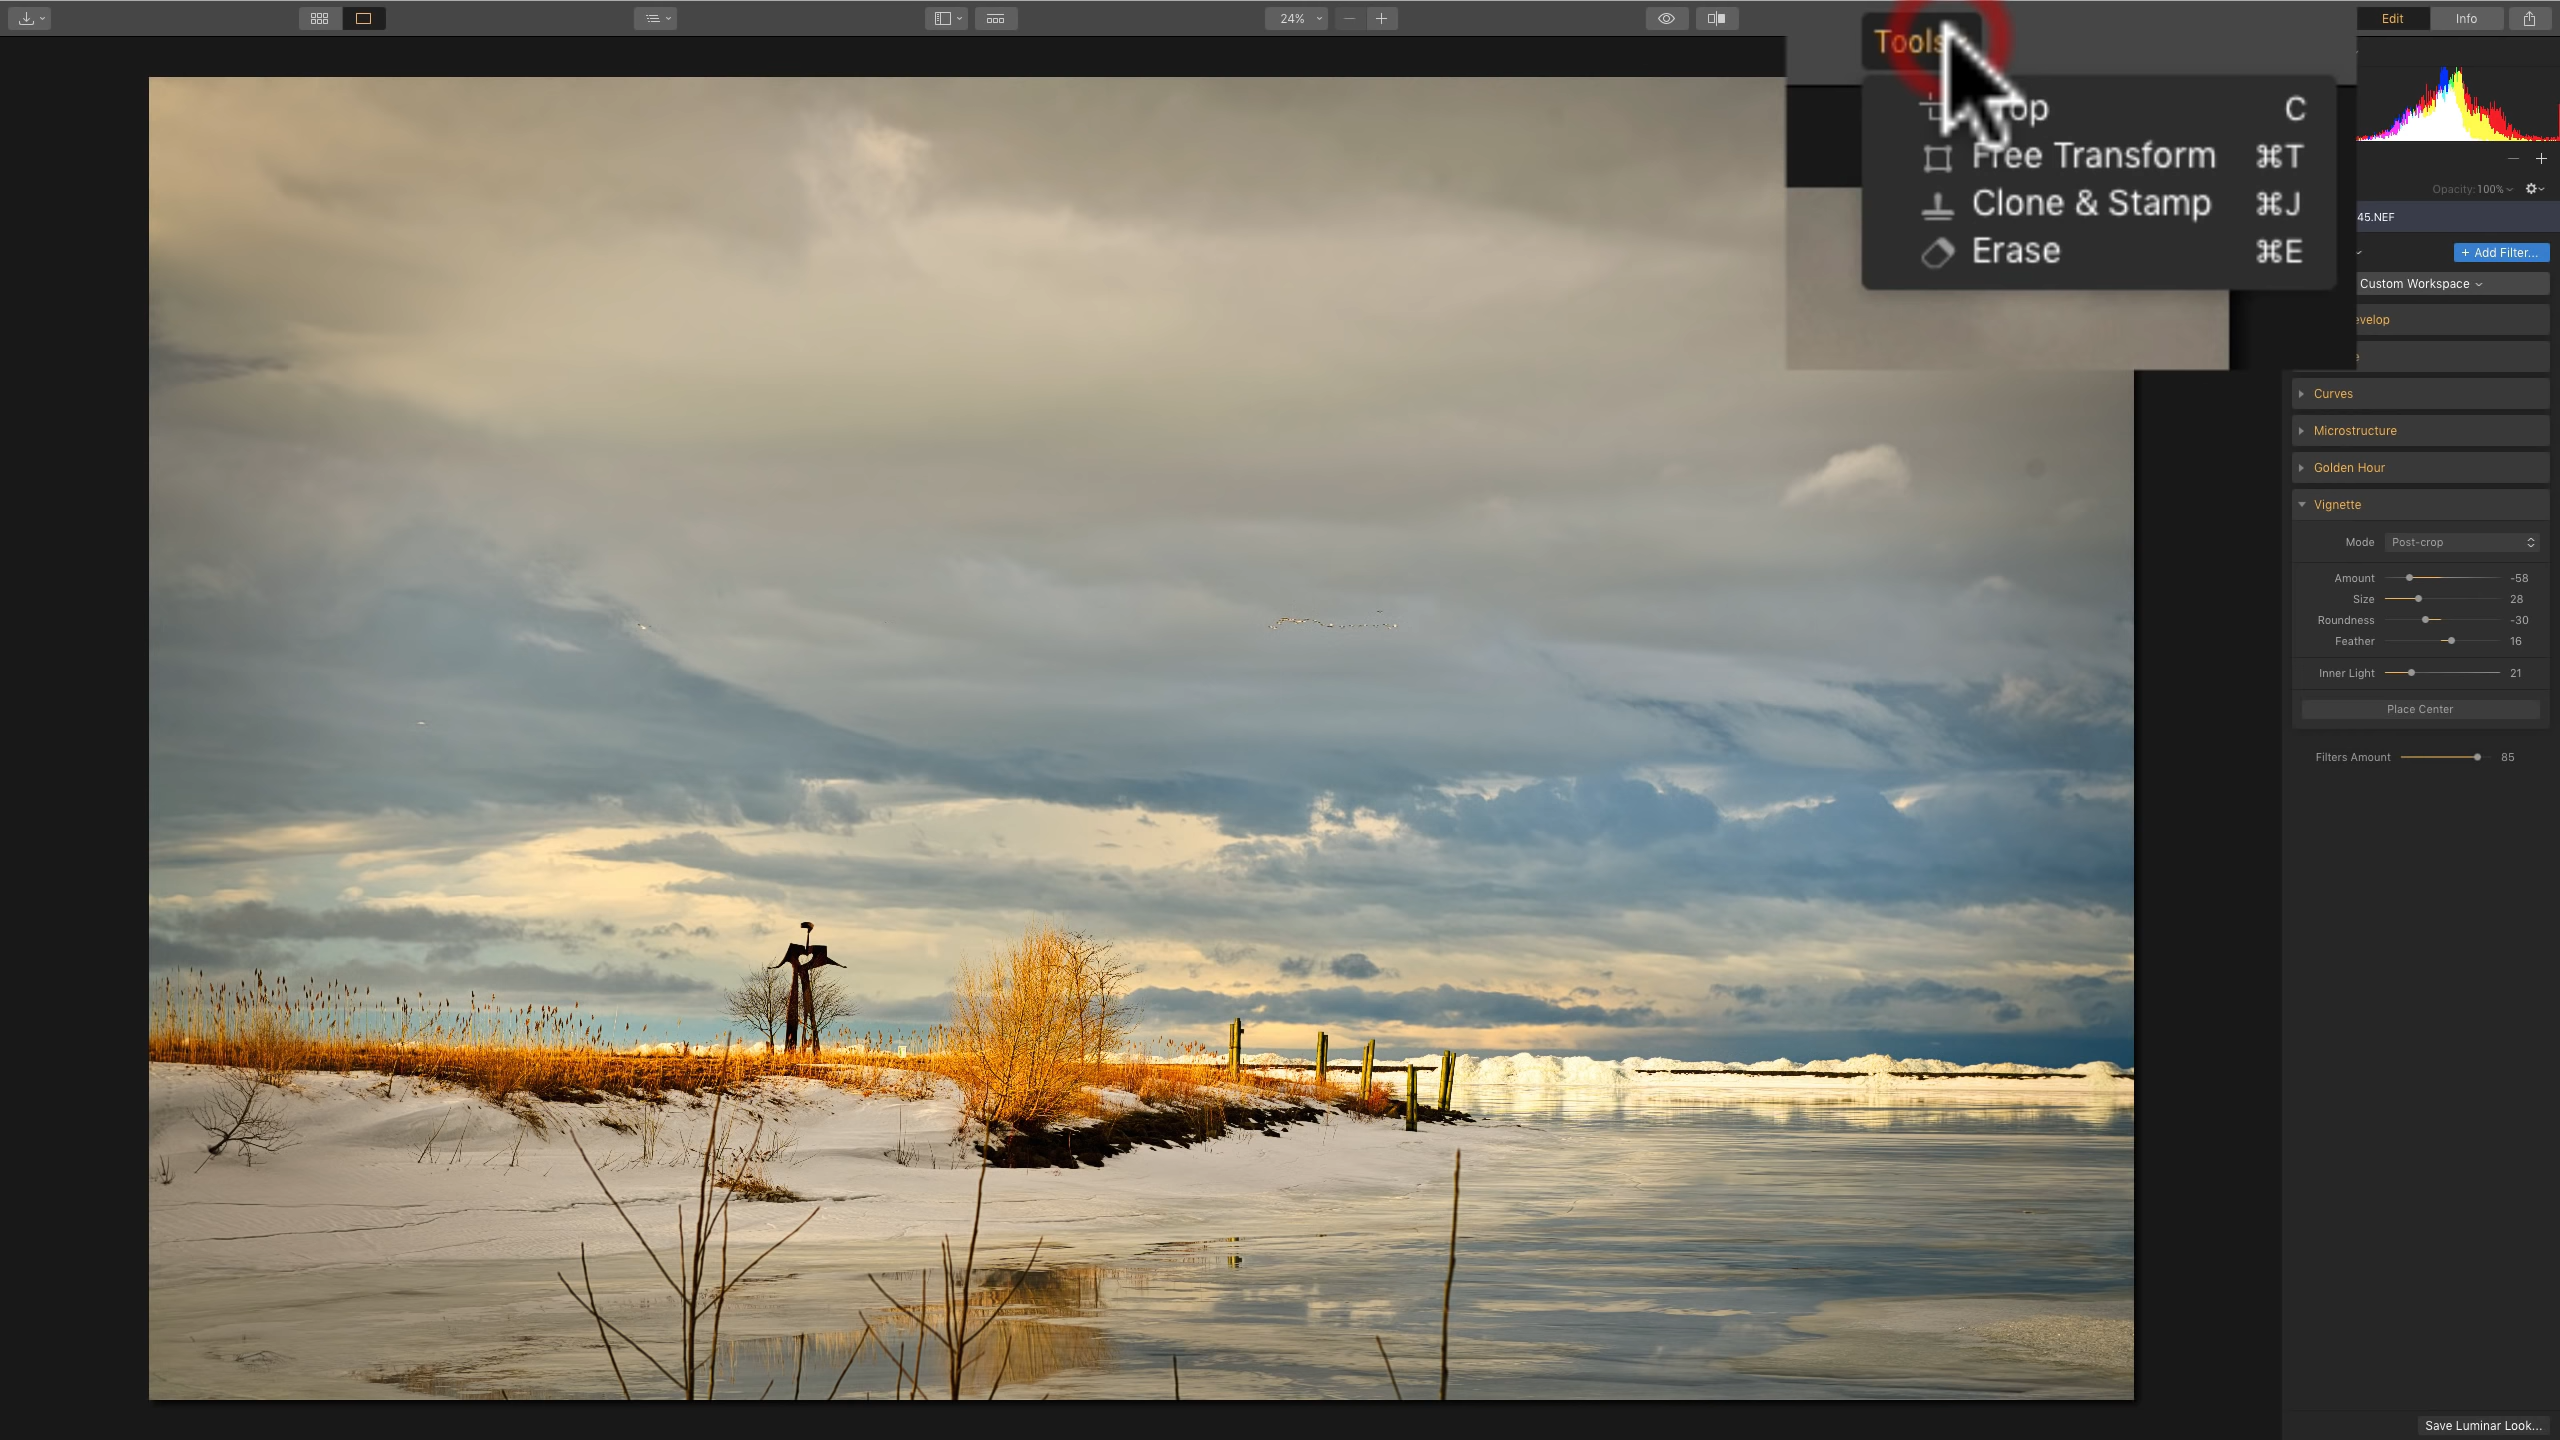 24%
Tools
Edit
Info
C
Free Transform ⌘T
Clone & Stamp ⌘J
Erase ⌘E
Opacity: 100%
45.NEF
+ Add Filter...
Custom Workspace
Curves
Microstructure
Golden Hour
Vignette
Mode Post-crop
Amount -58
Size 28
Roundness -30
Feather 16
Inner Light 21
Place Center
Filters Amount 85
Save Luminar Look...